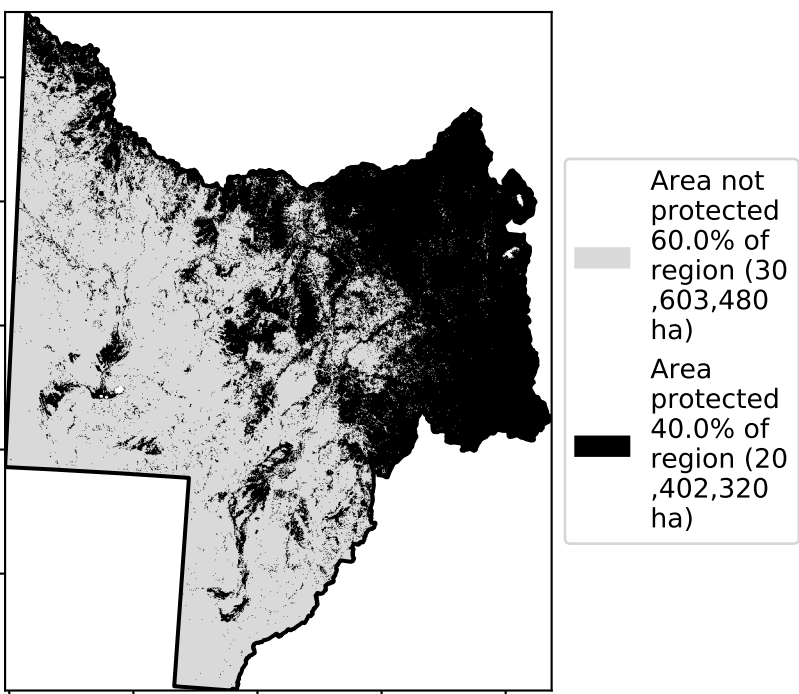 Area not
protected
60.0% of
region (30
,603,480
ha)
Area
protected
40.0% of
region (20
,402,320
ha)